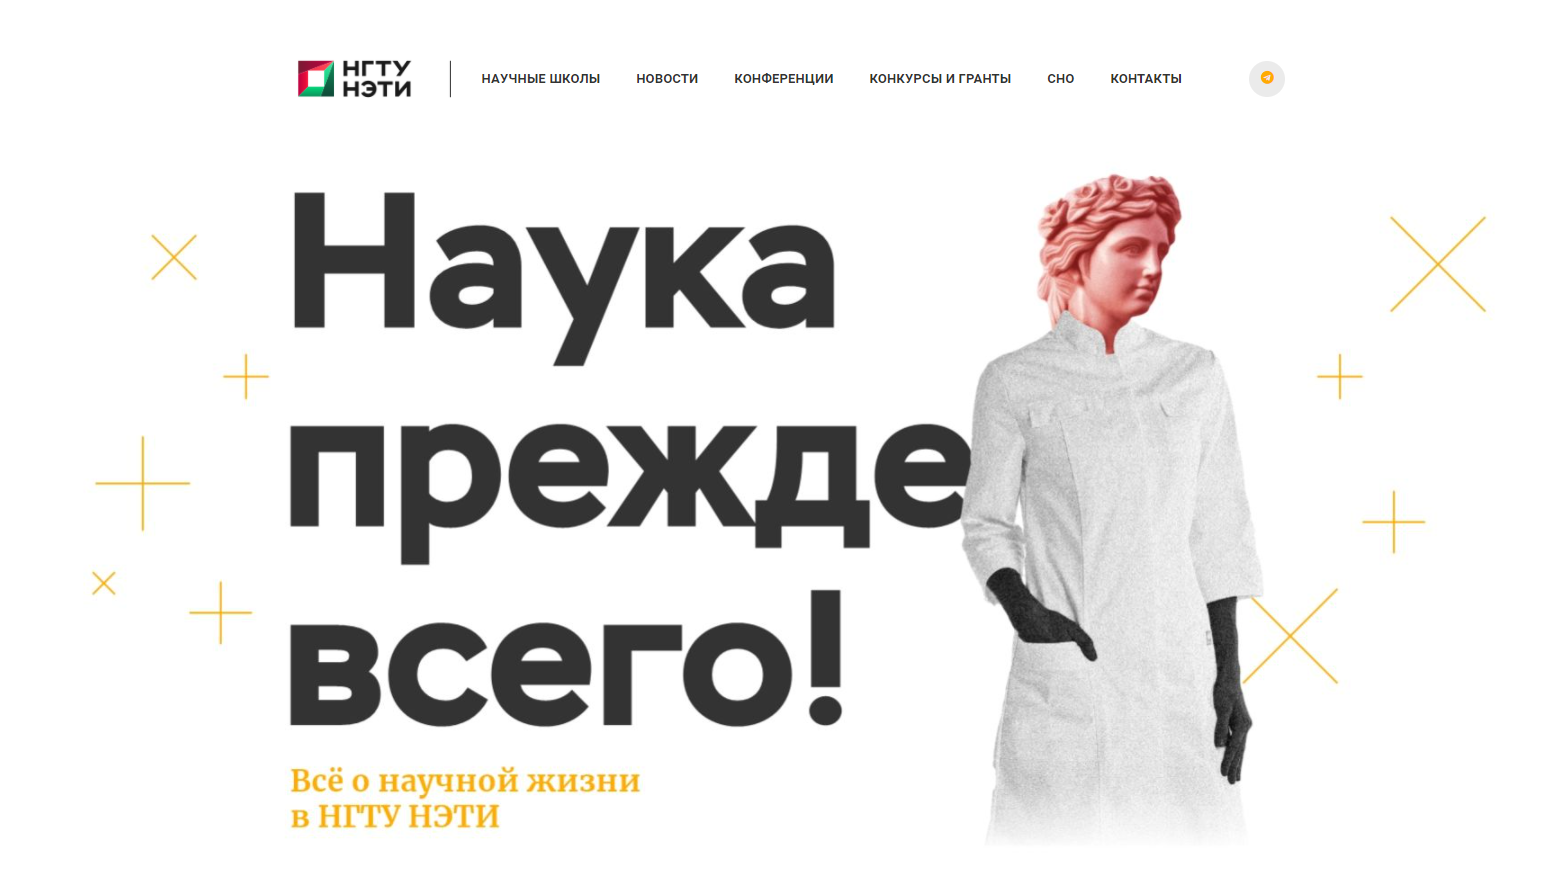 НГТУ
НЭТИ
НАУЧНЫЕ ШКОЛЫ
НОВОСТИ
КОНФЕРЕНЦИИ
КОНКУРСЫ И ГРАНТЫ
СНО
КОНТАКТЫ
Наука
прежде
всего!
Всё о научной жизни
в НГТУ НЭТИ